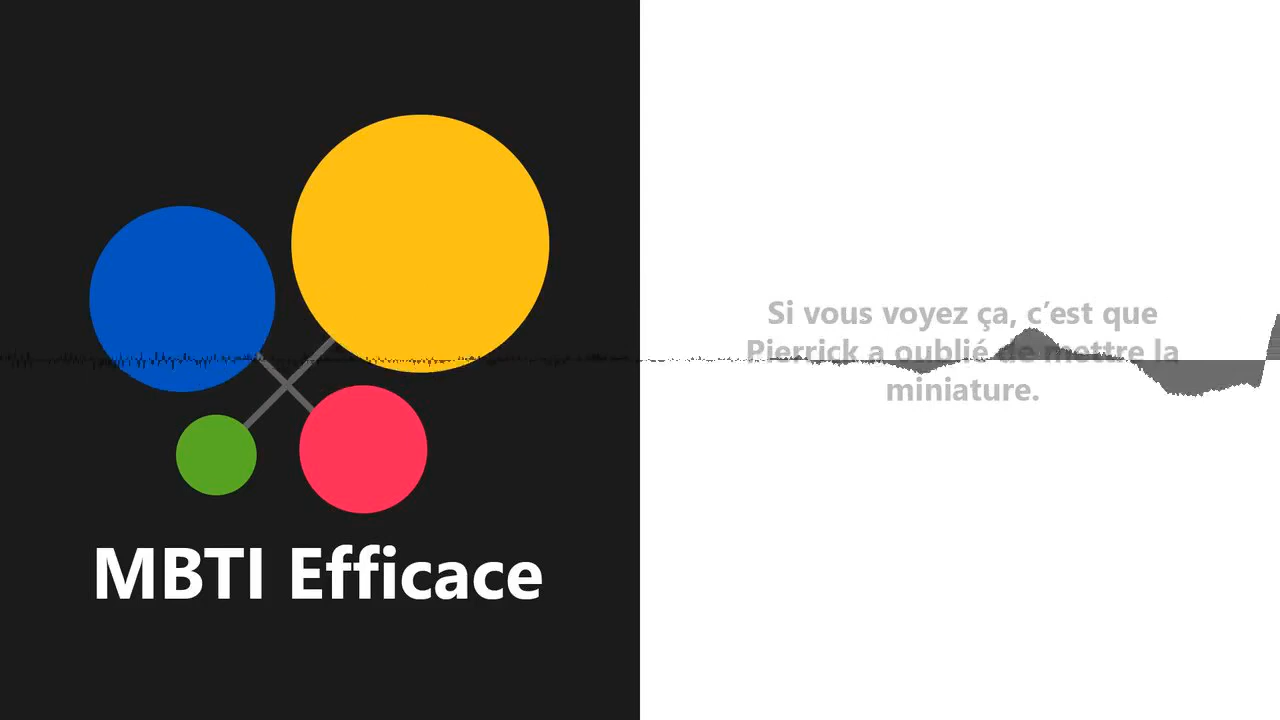 MBTI Efficace
Si vous voyez ça, c’est que
Pierrick a oublié de mettre la
miniature.